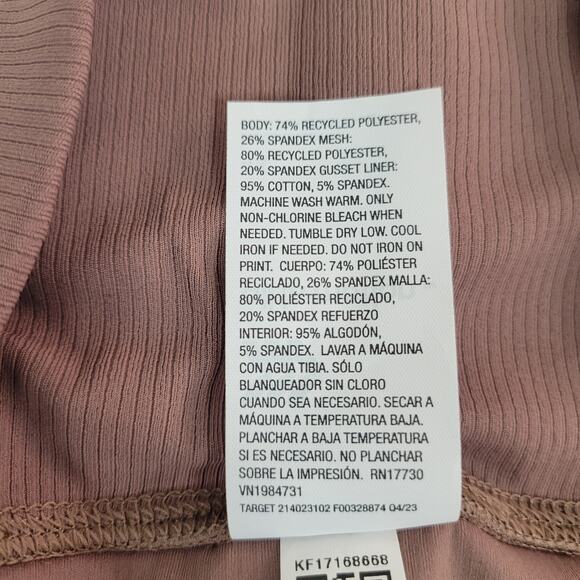 BODY: 74% RECYCLED POLYESTER,
26% SPANDEX MESH:
80% RECYCLED POLYESTER,
20% SPANDEX GUSSET LINER:
95% COTTON, 5% SPANDEX.
MACHINE WASH WARM. ONLY
NON-CHLORINE BLEACH WHEN
NEEDED. TUMBLE DRY LOW. COOL
IRON IF NEEDED. DO NOT IRON ON
PRINT. CUERPO: 74% POLIÉSTER
RECICLADO, 26% SPANDEX MALLA:
80% POLIÉSTER RECICLADO,
20% SPANDEX REFUERZO
INTERIOR: 95% ALGODÓN,
5% SPANDEX. LAVAR A MÁQUINA
CON AGUA TIBIA. SÓLO
BLANQUEADOR SIN CLORO
CUANDO SEA NECESARIO. SECAR A
MÁQUINA A TEMPERATURA BAJA.
PLANCHAR A BAJA TEMPERATURA
SI ES NECESARIO. NO PLANCHAR
SOBRE LA IMPRESIÓN. RN17730
VN1984731
TARGET 214023102 F00328874 04/23
KF17168668